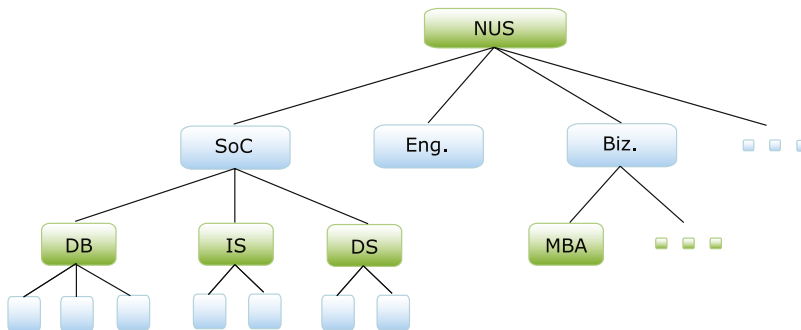 NUS
SoC
Eng.
Biz.
DB
IS
DS
MBA